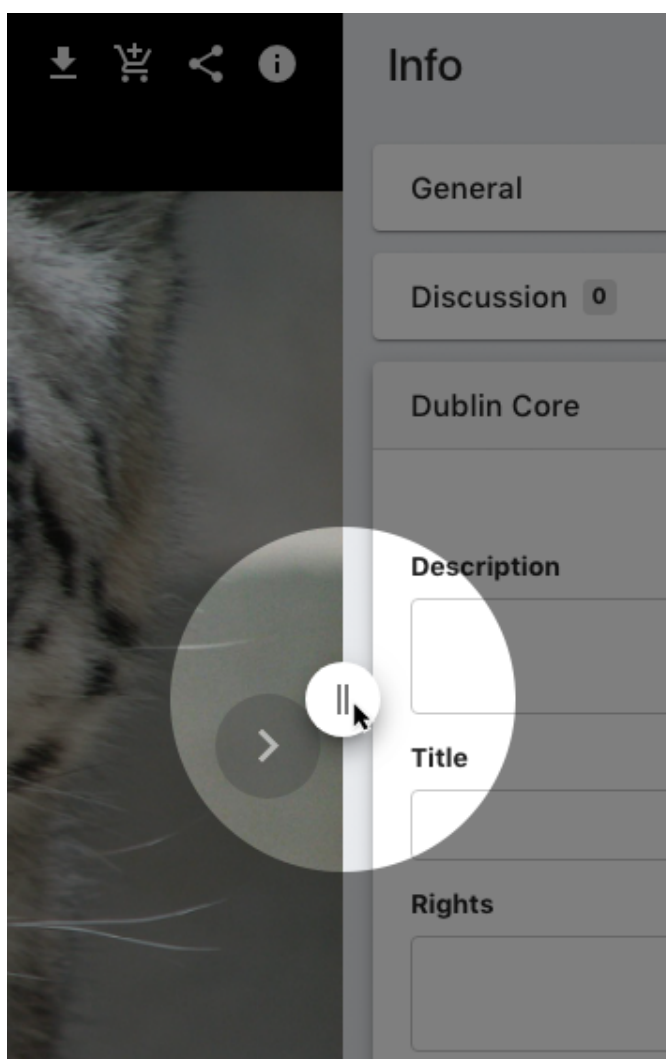 Info
General
Discussion 0
Dublin Core
Description
Title
Rights